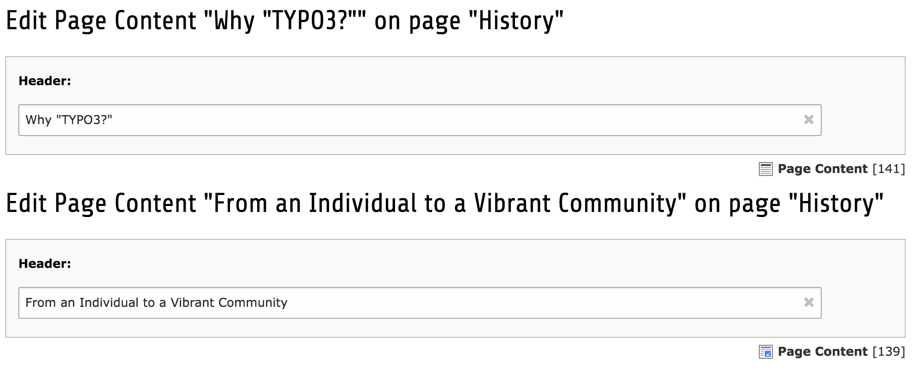 Edit Page Content "Why "TYPO3?"" on page "History"
Header:
Why "TYPO3?"
Page Content [141]
Edit Page Content "From an Individual to a Vibrant Community" on page "History"
Header:
From an Individual to a Vibrant Community
Page Content [139]